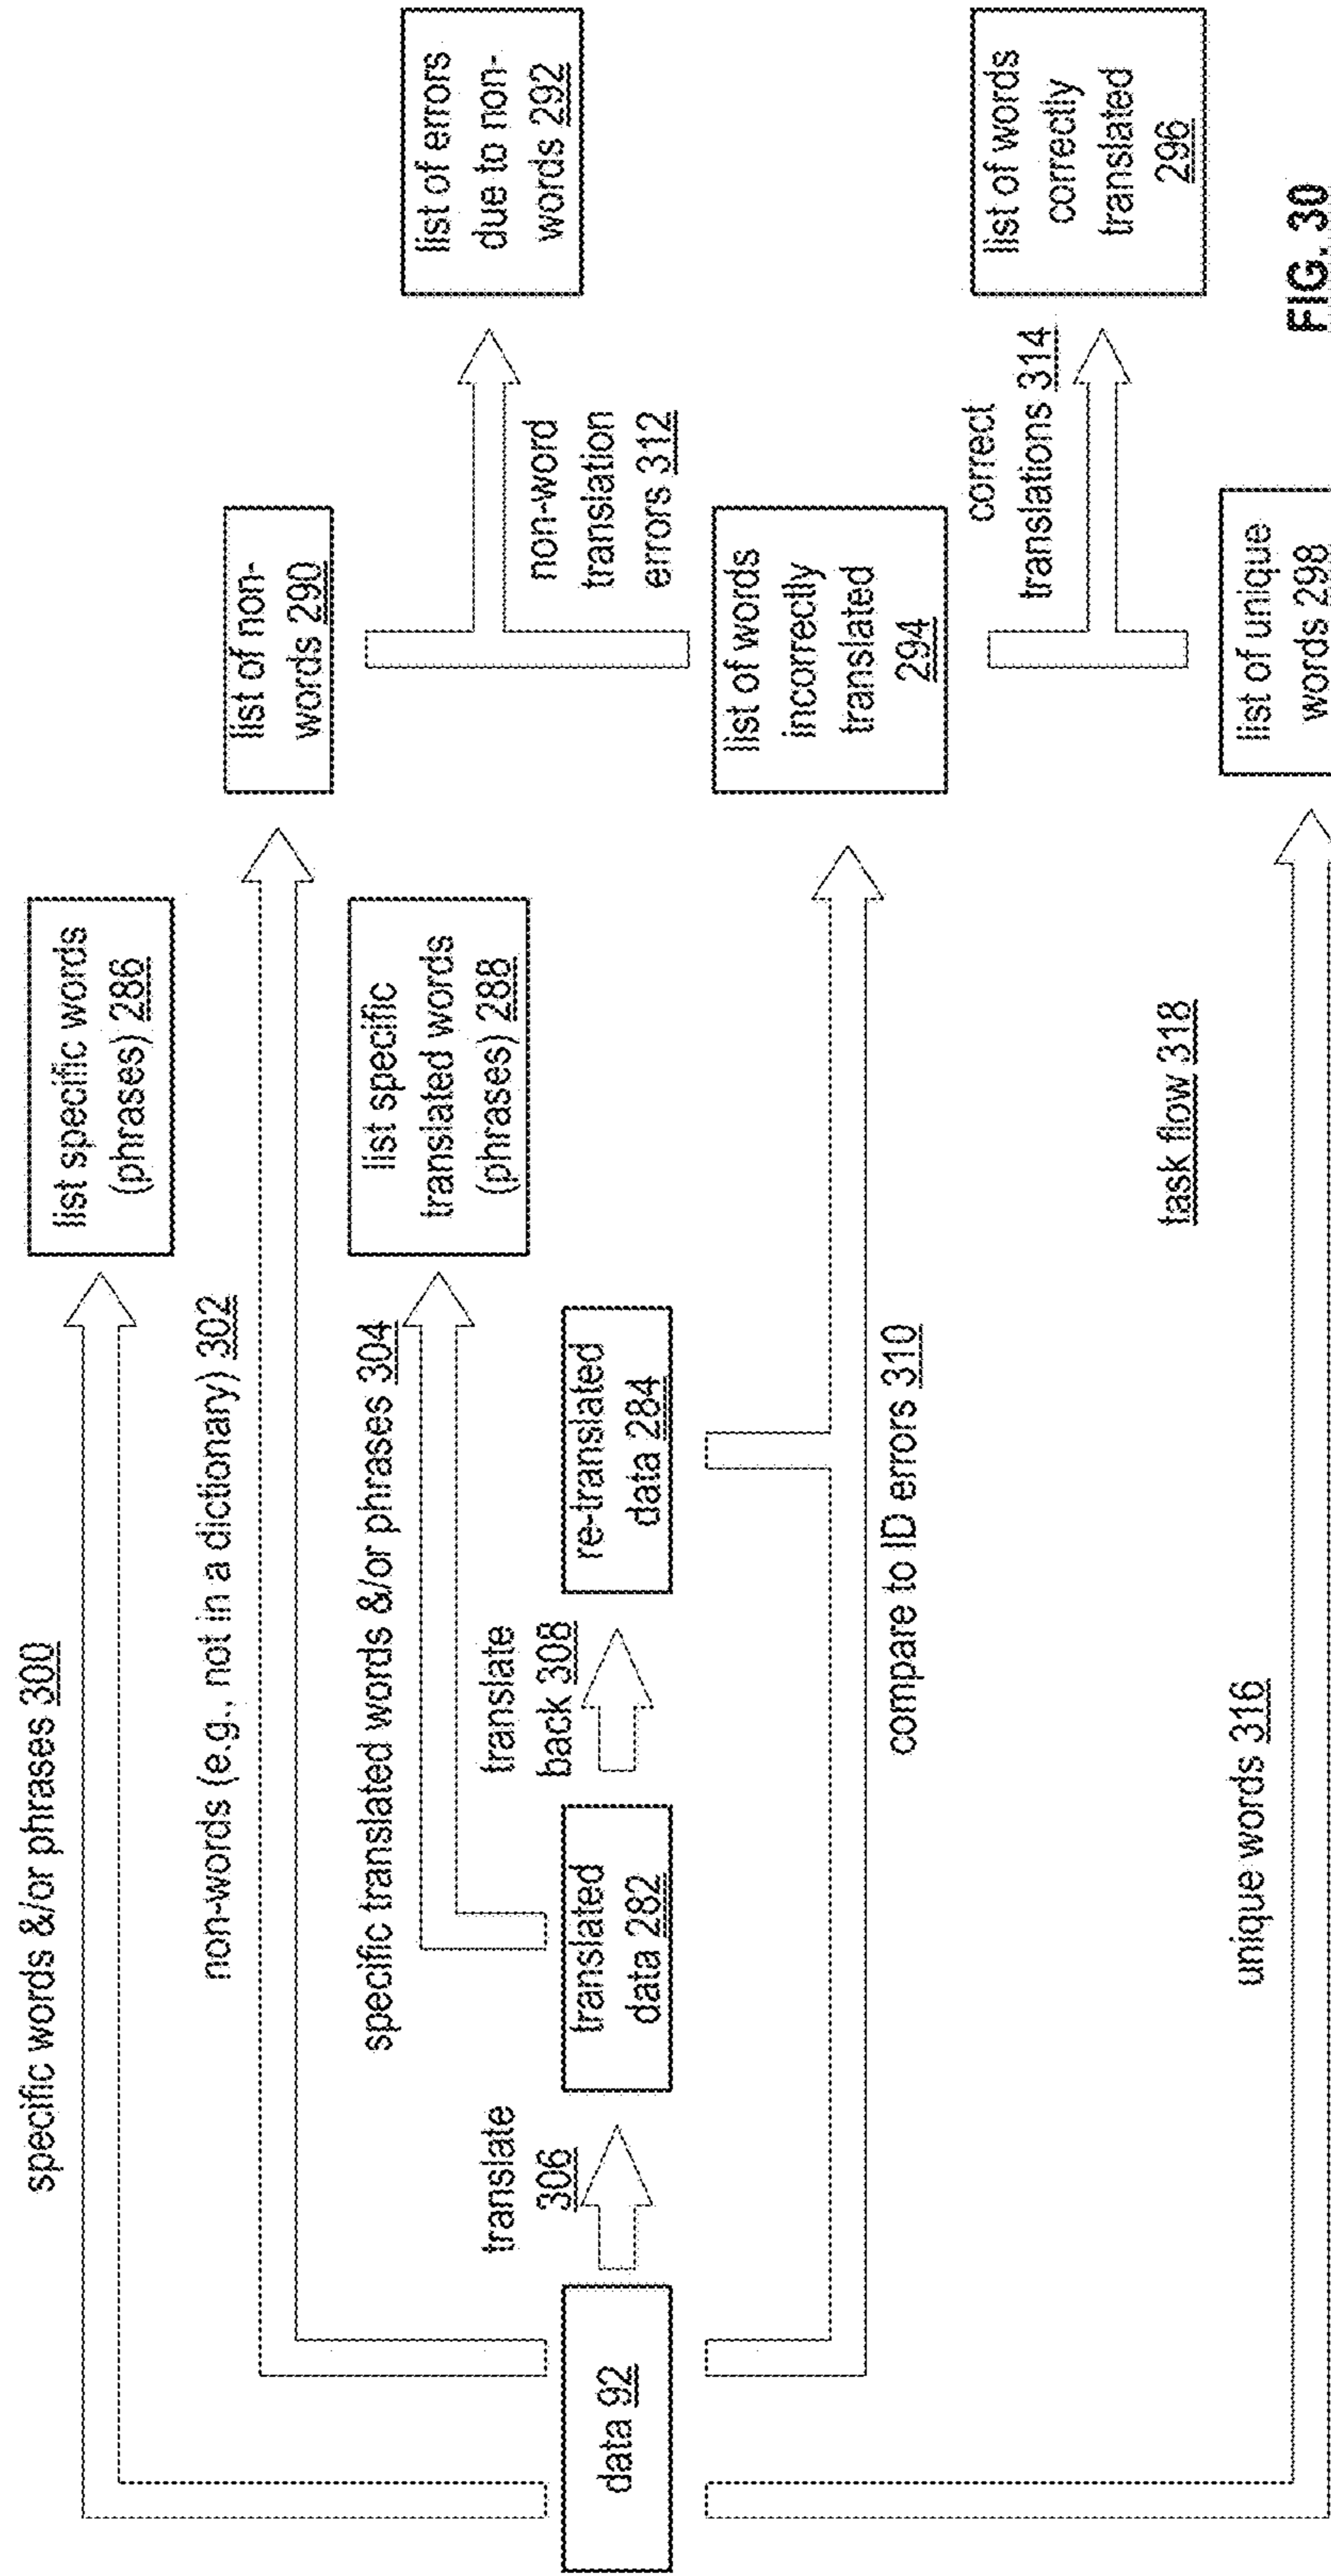 specific words &/or phrases 300
list specific words
(phrases) 286
non-words (e.g., not in a dictionary) 302
list of non-
words 290
specific translated words &/or phrases 304
list specific
translated words
(phrases) 288
list of errors
due to non-
words 292
non-word
translation
errors 312
data 92
translate
306
translated
data 282
translate
back 308
re-translated
data 284
compare to ID errors 310
list of words
incorrectly
translated
294
correct
translations 314
list of words
correctly
translated
296
unique words 316
task flow 318
list of unique
words 298
FIG. 30